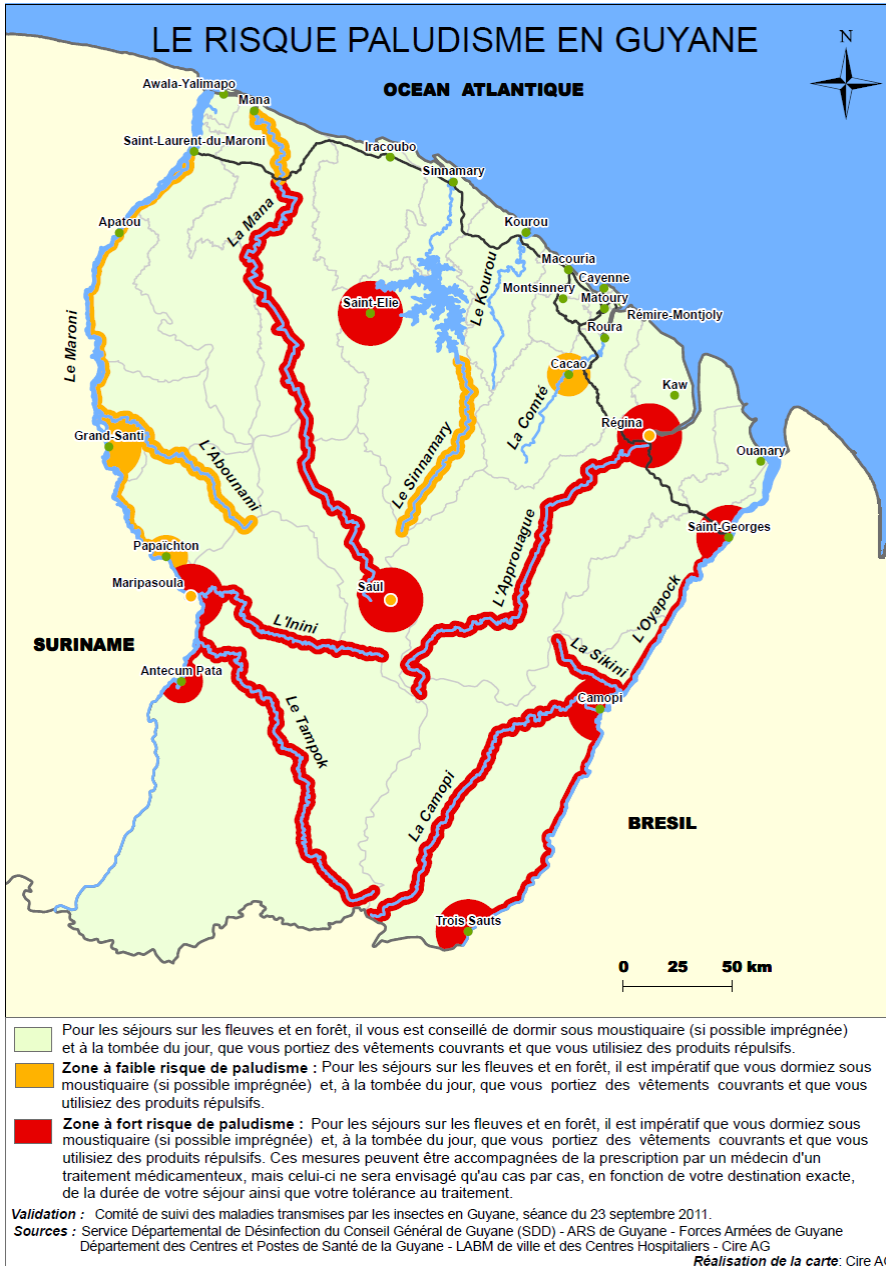 LE RISQUE PALUDISME EN GUYANE
N
OCEAN ATLANTIQUE
Awala-Yalimapo
Mana
Saint-Laurent-du-Maroni
Iracoubo
Sinnamary
La Mana
Apatou
Kourou
Le Kourou
Macouria
Cayenne
Montsinnery
Matoury
Saint-Elie
Rémire-Montjoly
Roura
Le Maroni
Cacao
Kaw
La Comté
Régina
Grand-Santi
L'Abounami
Le Sinnamary
Ouanary
Saint-Georges
Papaïchton
L'Approuague
Maripasoula
Saül
L'Oyapock
L'Inini
SURINAME
La Sikini
Antecum Pata
Camopi
Le Tampok
La Camopi
BRESIL
Trois Sauts
0 25 50 km
Pour les séjours sur les fleuves et en forêt, il vous est conseillé de dormir sous moustiquaire (si possible imprégnée)
et à la tombée du jour, que vous portiez des vêtements couvrants et que vous utilisiez des produits répulsifs.
Zone à faible risque de paludisme : Pour les séjours sur les fleuves et en forêt, il est impératif que vous dormiez sous
moustiquaire (si possible imprégnée) et, à la tombée du jour, que vous portiez des vêtements couvrants et que vous
utilisiez des produits répulsifs.
Zone à fort risque de paludisme : Pour les séjours sur les fleuves et en forêt, il est impératif que vous dormiez sous
moustiquaire (si possible imprégnée) et, à la tombée du jour, que vous portiez des vêtements couvrants et que vous
utilisiez des produits répulsifs. Ces mesures peuvent être accompagnées de la prescription par un médecin d'un
traitement médicamenteux, mais celui-ci ne sera envisagé qu'au cas par cas, en fonction de votre destination exacte,
de la durée de votre séjour ainsi que votre tolérance au traitement.
Validation : Comité de suivi des maladies transmises par les insectes en Guyane, séance du 23 septembre 2011.
Sources : Service Départemental de Désinfection du Conseil Général de Guyane (SDD) - ARS de Guyane - Forces Armées de Guyane
Département des Centres et Postes de Santé de la Guyane - LABM de ville et des Centres Hospitaliers - Cire AG
Réalisation de la carte: Cire AG